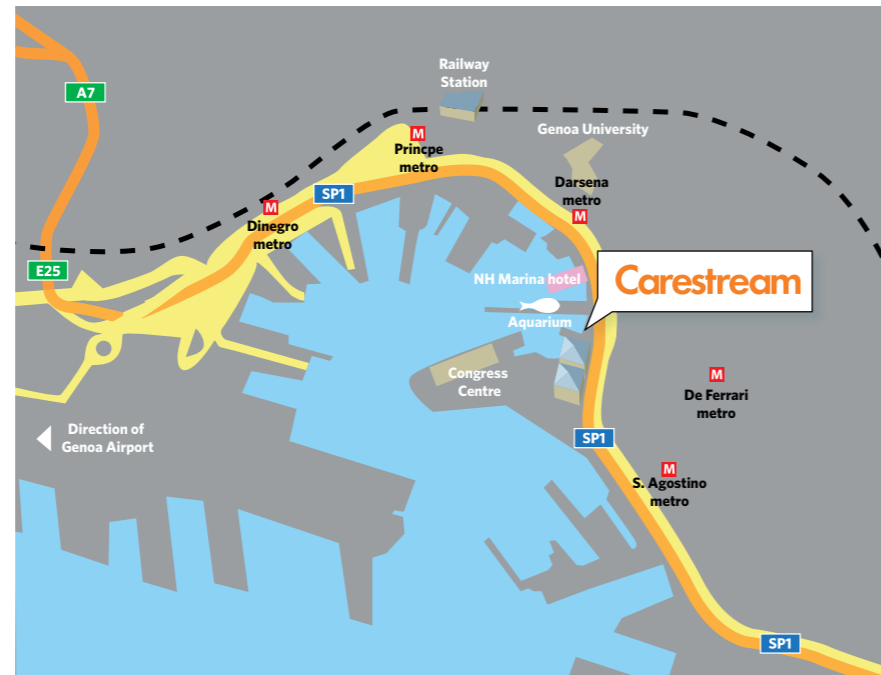 Railway
Station
A7
Genoa University
M
Princpe
metro
Darsena
metro
M
SP1
M
Dinegro
metro
E25
NH Marina hotel
Carestream
Aquarium
Congress
Centre
M
De Ferrari
metro
Direction of
Genoa Airport
SP1
M
S. Agostino
metro
SP1